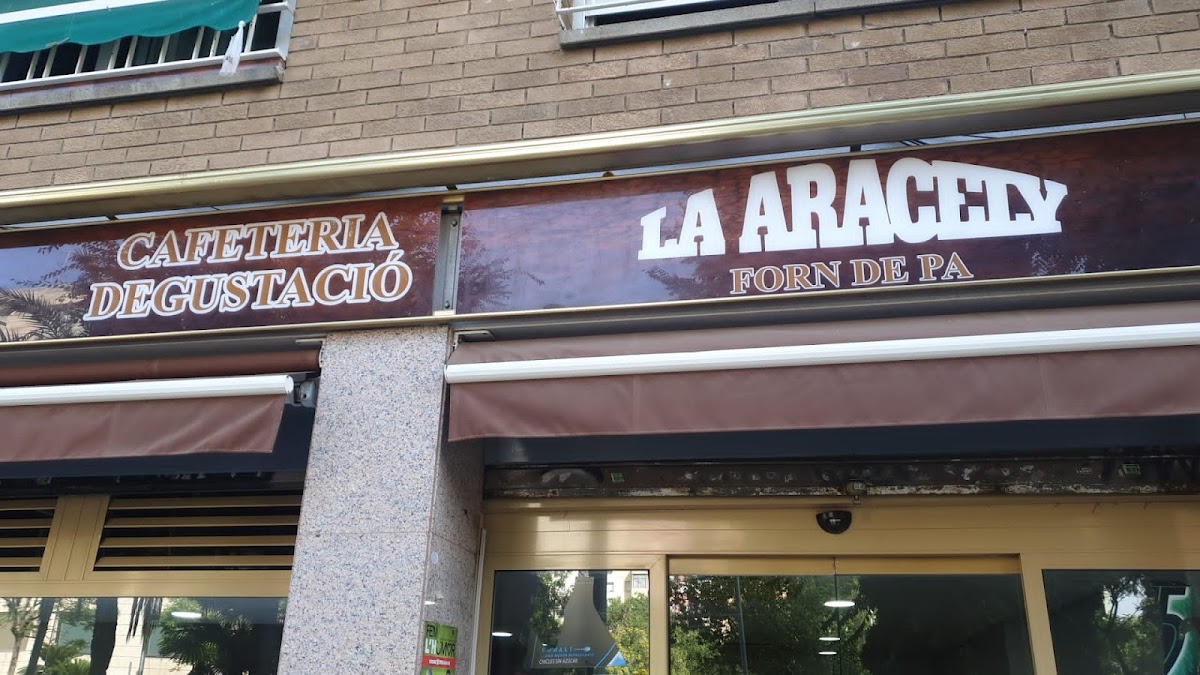 CAFETERIA
DEGUSTACIÓ
LA ARACELY
FORN DE PA